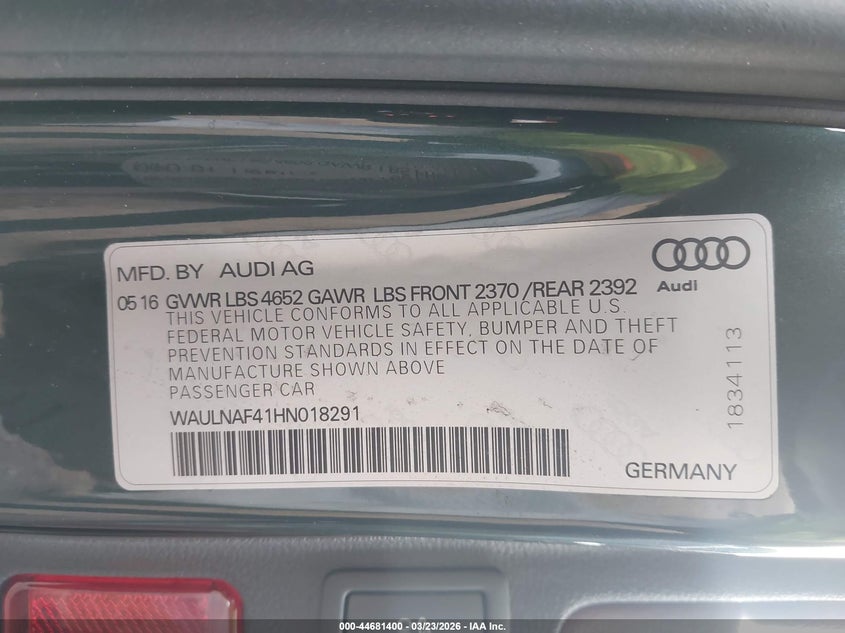 MFD. BY AUDI AG
05 16 GVWR LBS 4652 GAWR LBS FRONT 2370 /REAR 2392
THIS VEHICLE CONFORMS TO ALL APPLICABLE U.S.
FEDERAL MOTOR VEHICLE SAFETY, BUMPER AND THEFT
PREVENTION STANDARDS IN EFFECT ON THE DATE OF
MANUFACTURE SHOWN ABOVE
PASSENGER CAR
WAULNAF41HN018291
Audi
1834113
GERMANY
000-44681400 - 03/23/2026 - IAA Inc.